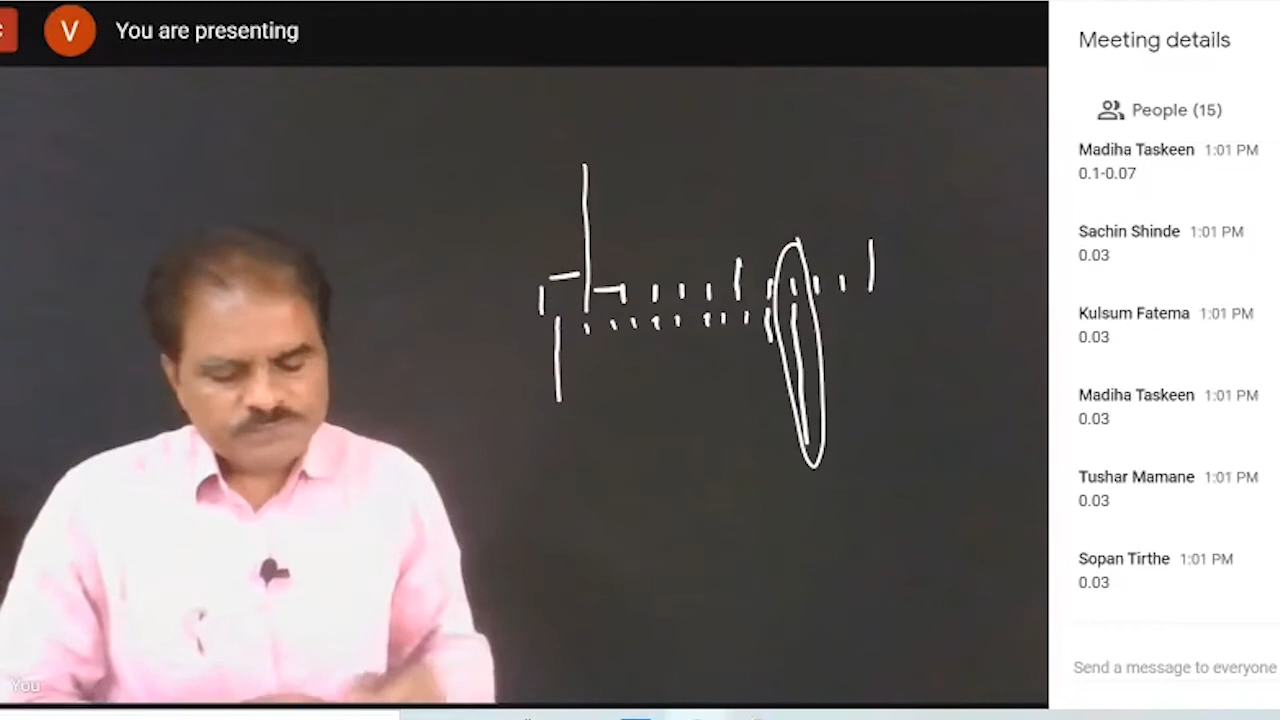 V You are presenting
You
Meeting details
People (15)
Madiha Taskeen 1:01 PM
0.1-0.07
Sachin Shinde 1:01 PM
0.03
Kulsum Fatema 1:01 PM
0.03
Madiha Taskeen 1:01 PM
0.03
Tushar Mamane 1:01 PM
0.03
Sopan Tirthe 1:01 PM
0.03
Send a message to everyone